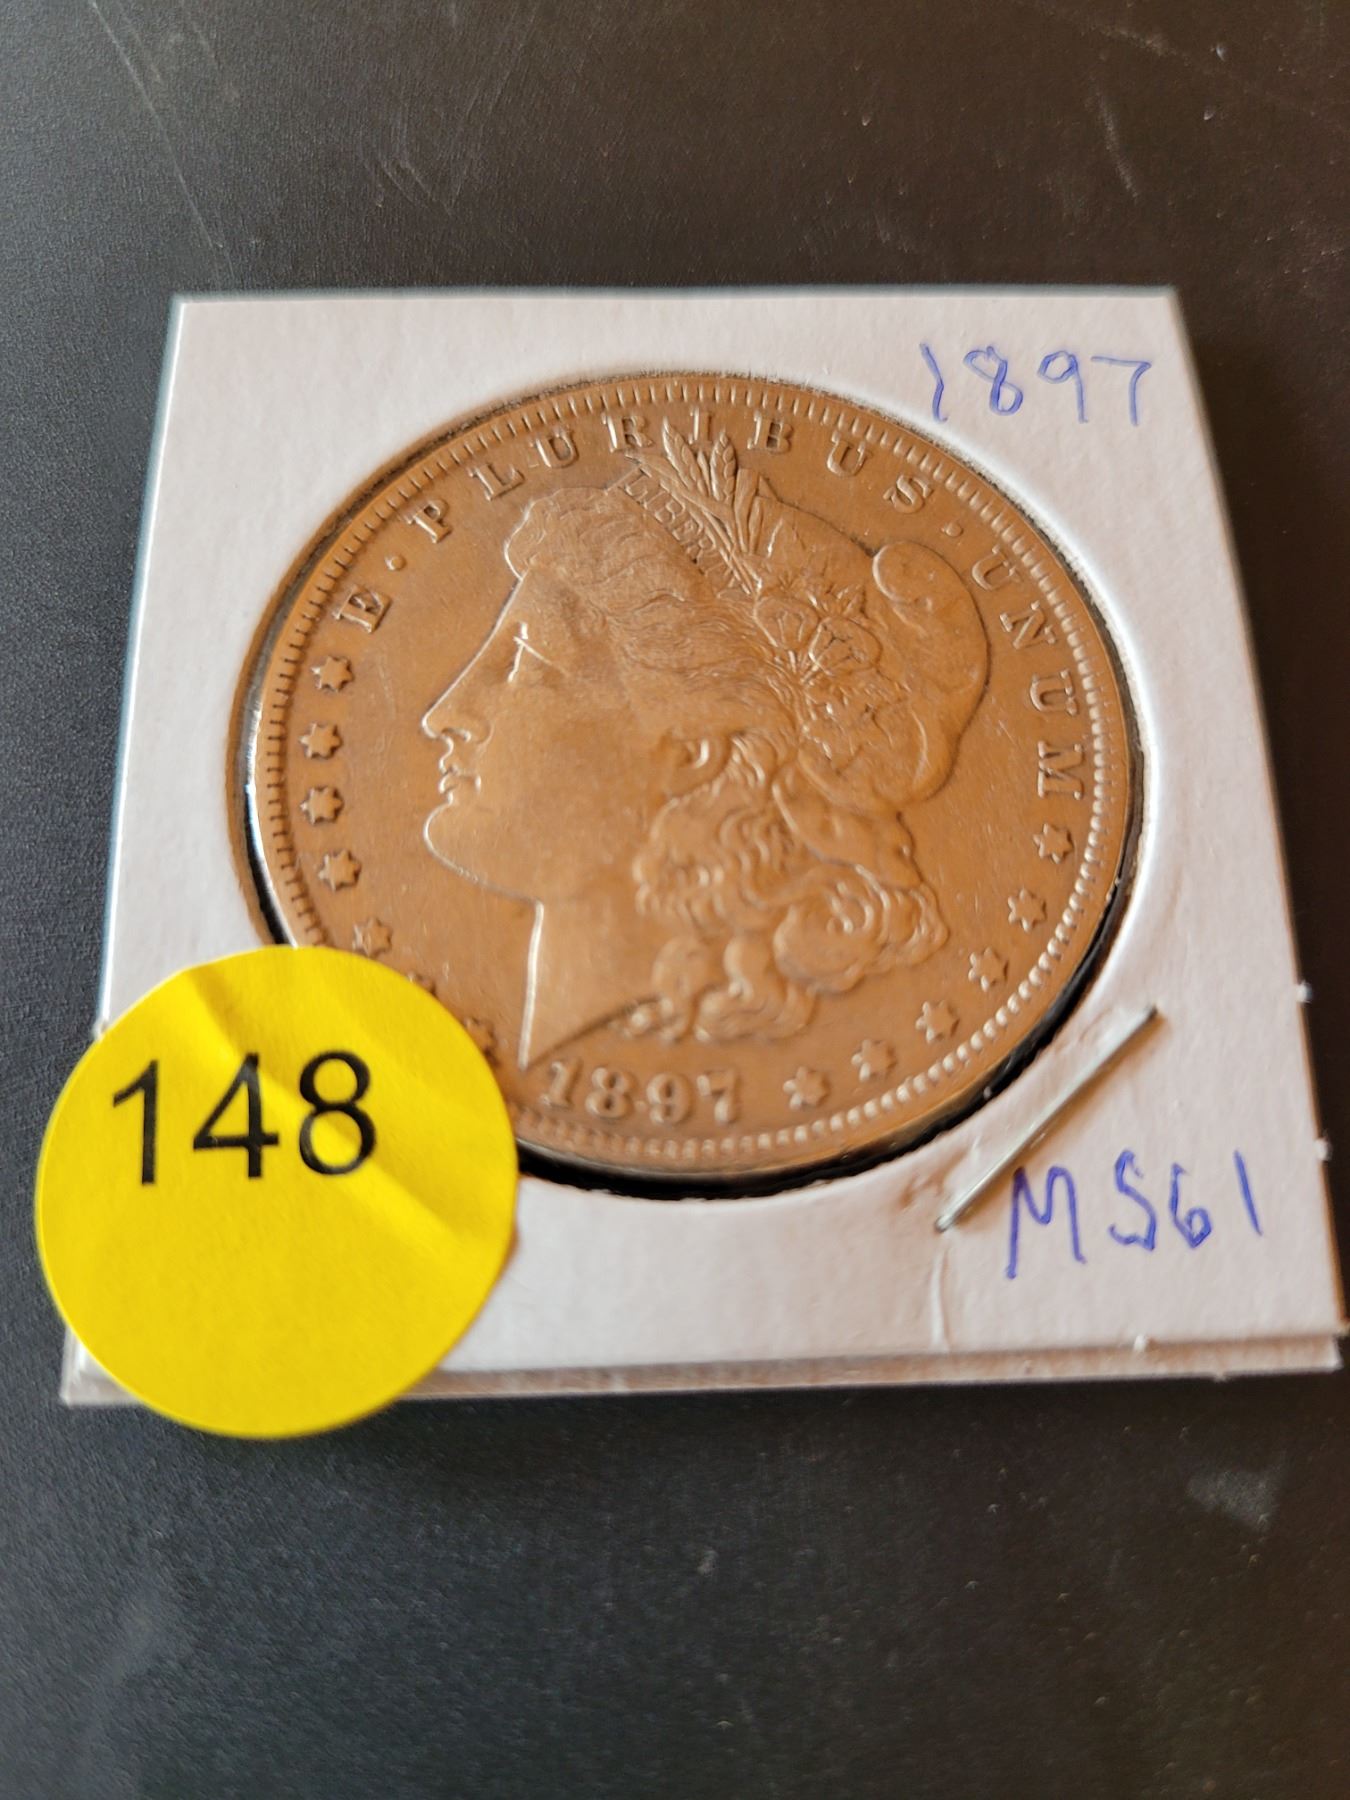 1897
E · PLURIBUS · UNUM
LIBERTY
1897
148
MS61